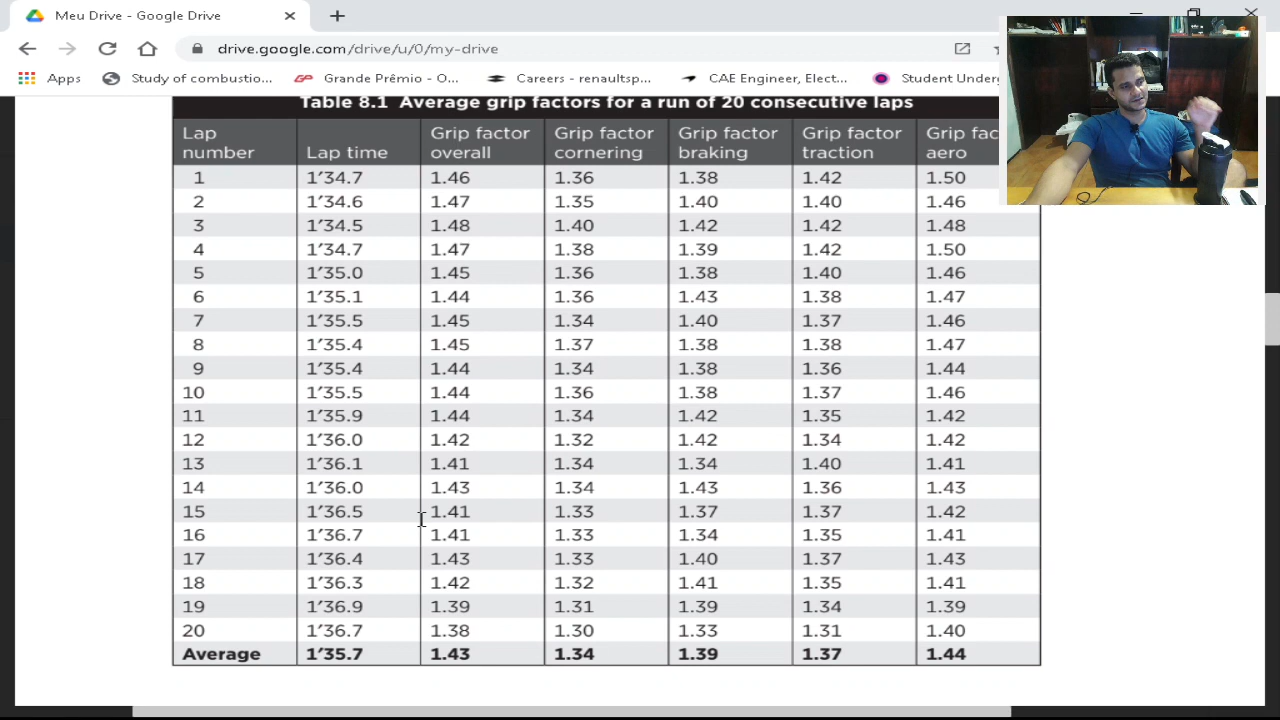 Meu Drive - Google Drive
drive.google.com/drive/u/0/my-drive
Apps Study of combustio... Grande Prêmio - O... Careers - renaultsp... CAE Engineer, Elect... Student Underg
Table 8.1 Average grip factors for a run of 20 consecutive laps
Lap number Lap time Grip factor overall Grip factor cornering Grip factor braking Grip factor traction Grip fac aero
1 1′34.7 1.46 1.36 1.38 1.42 1.50
2 1′34.6 1.47 1.35 1.40 1.40 1.46
3 1′34.5 1.48 1.40 1.42 1.42 1.48
4 1′34.7 1.47 1.38 1.39 1.42 1.50
5 1′35.0 1.45 1.36 1.38 1.40 1.46
6 1′35.1 1.44 1.36 1.43 1.38 1.47
7 1′35.5 1.45 1.34 1.40 1.37 1.46
8 1′35.4 1.45 1.37 1.38 1.38 1.47
9 1′35.4 1.44 1.34 1.38 1.36 1.44
10 1′35.5 1.44 1.36 1.38 1.37 1.46
11 1′35.9 1.44 1.34 1.42 1.35 1.42
12 1′36.0 1.42 1.32 1.42 1.34 1.42
13 1′36.1 1.41 1.34 1.34 1.40 1.41
14 1′36.0 1.43 1.34 1.43 1.36 1.43
15 1′36.5 1.41 1.33 1.37 1.37 1.42
16 1′36.7 1.41 1.33 1.34 1.35 1.41
17 1′36.4 1.43 1.33 1.40 1.37 1.43
18 1′36.3 1.42 1.32 1.41 1.35 1.41
19 1′36.9 1.39 1.31 1.39 1.34 1.39
20 1′36.7 1.38 1.30 1.33 1.31 1.40
Average 1′35.7 1.43 1.34 1.39 1.37 1.44